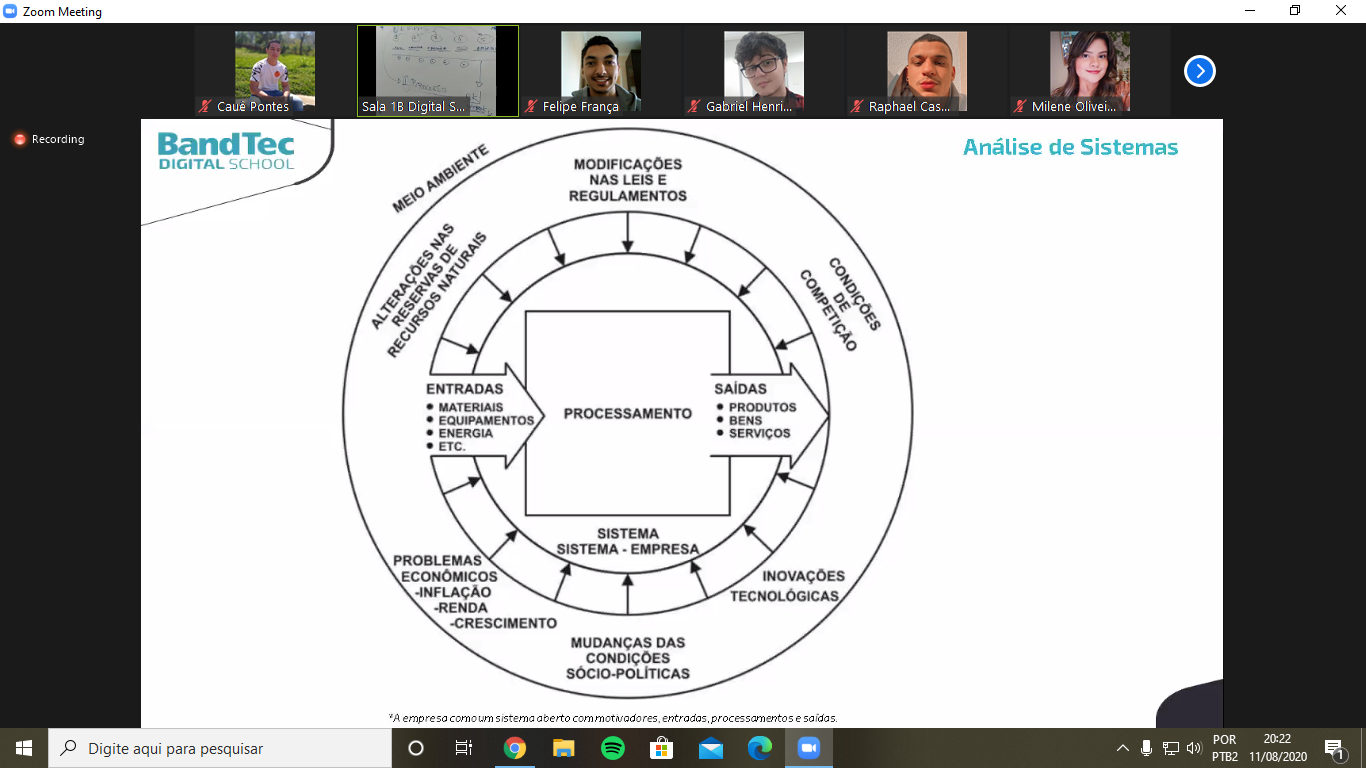 Zoom Meeting
Cauê Pontes
Sala 1B Digital S...
Felipe França
Gabriel Henri...
Raphael Cas...
Milene Olivei...
Recording
BandTec
DIGITAL SCHOOL
Análise de Sistemas
MEIO AMBIENTE
MODIFICAÇÕES
NAS LEIS E
REGULAMENTOS
ALTERAÇÕES NAS
RESERVAS DE
RECURSOS NATURAIS
CONDIÇÕES
DE
COMPETIÇÃO
ENTRADAS
● MATERIAIS
● EQUIPAMENTOS
● ENERGIA
● ETC.
PROCESSAMENTO
SAÍDAS
● PRODUTOS
● BENS
● SERVIÇOS
SISTEMA
SISTEMA - EMPRESA
PROBLEMAS
ECONÔMICOS
-INFLAÇÃO
-RENDA
-CRESCIMENTO
INOVAÇÕES
TECNOLÓGICAS
MUDANÇAS DAS
CONDIÇÕES
SÓCIO-POLÍTICAS
*A empresa como um sistema aberto com motivadores, entradas, processamentos e saídas.
Digite aqui para pesquisar
POR
PTB2
20:22
11/08/2020
1